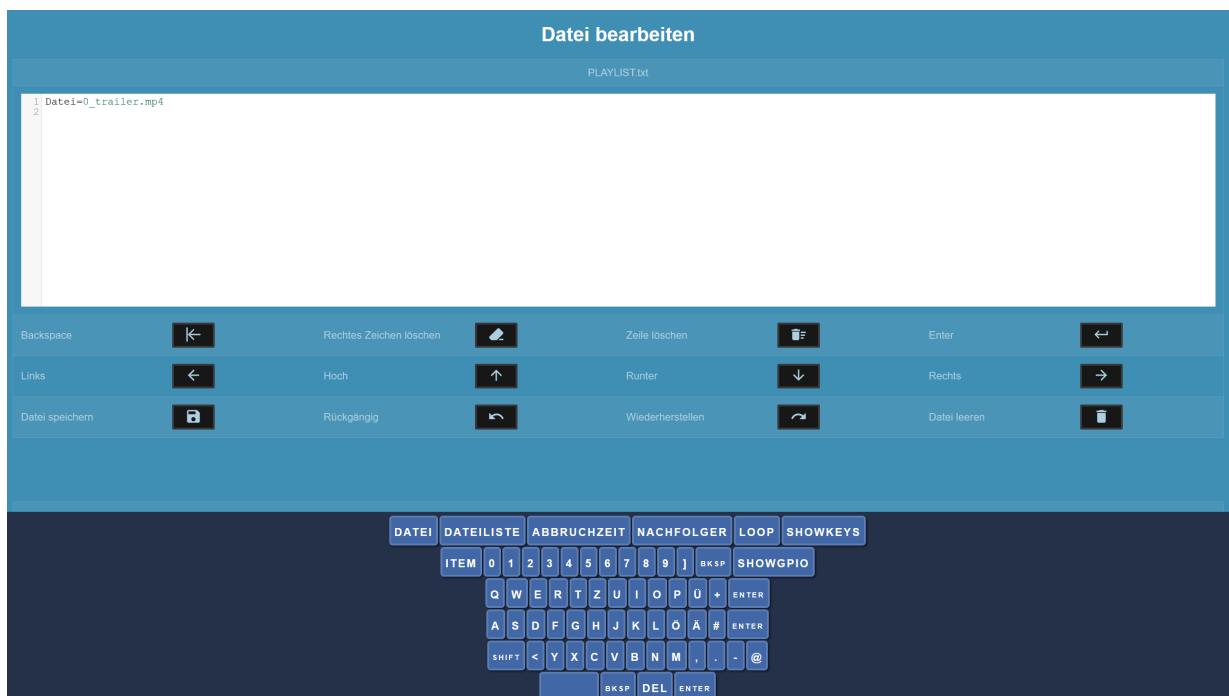 Datei bearbeiten
PLAYLIST.txt
1 Datei=0_trailer.mp4
2
Backspace Rechtes Zeichen löschen Zeile löschen Enter
Links Hoch Runter Rechts
Datei speichern Rückgängig Wiederherstellen Datei leeren
DATEI DATEILISTE ABBRUCHZEIT NACHFOLGER LOOP SHOWKEYS
ITEM 0 1 2 3 4 5 6 7 8 9 ] BKSP SHOWGPIO
Q W E R T Z U I O P Ü + ENTER
A S D F G H J K L Ö Ä # ENTER
SHIFT < Y X C V B N M , . - @
BKSP DEL ENTER